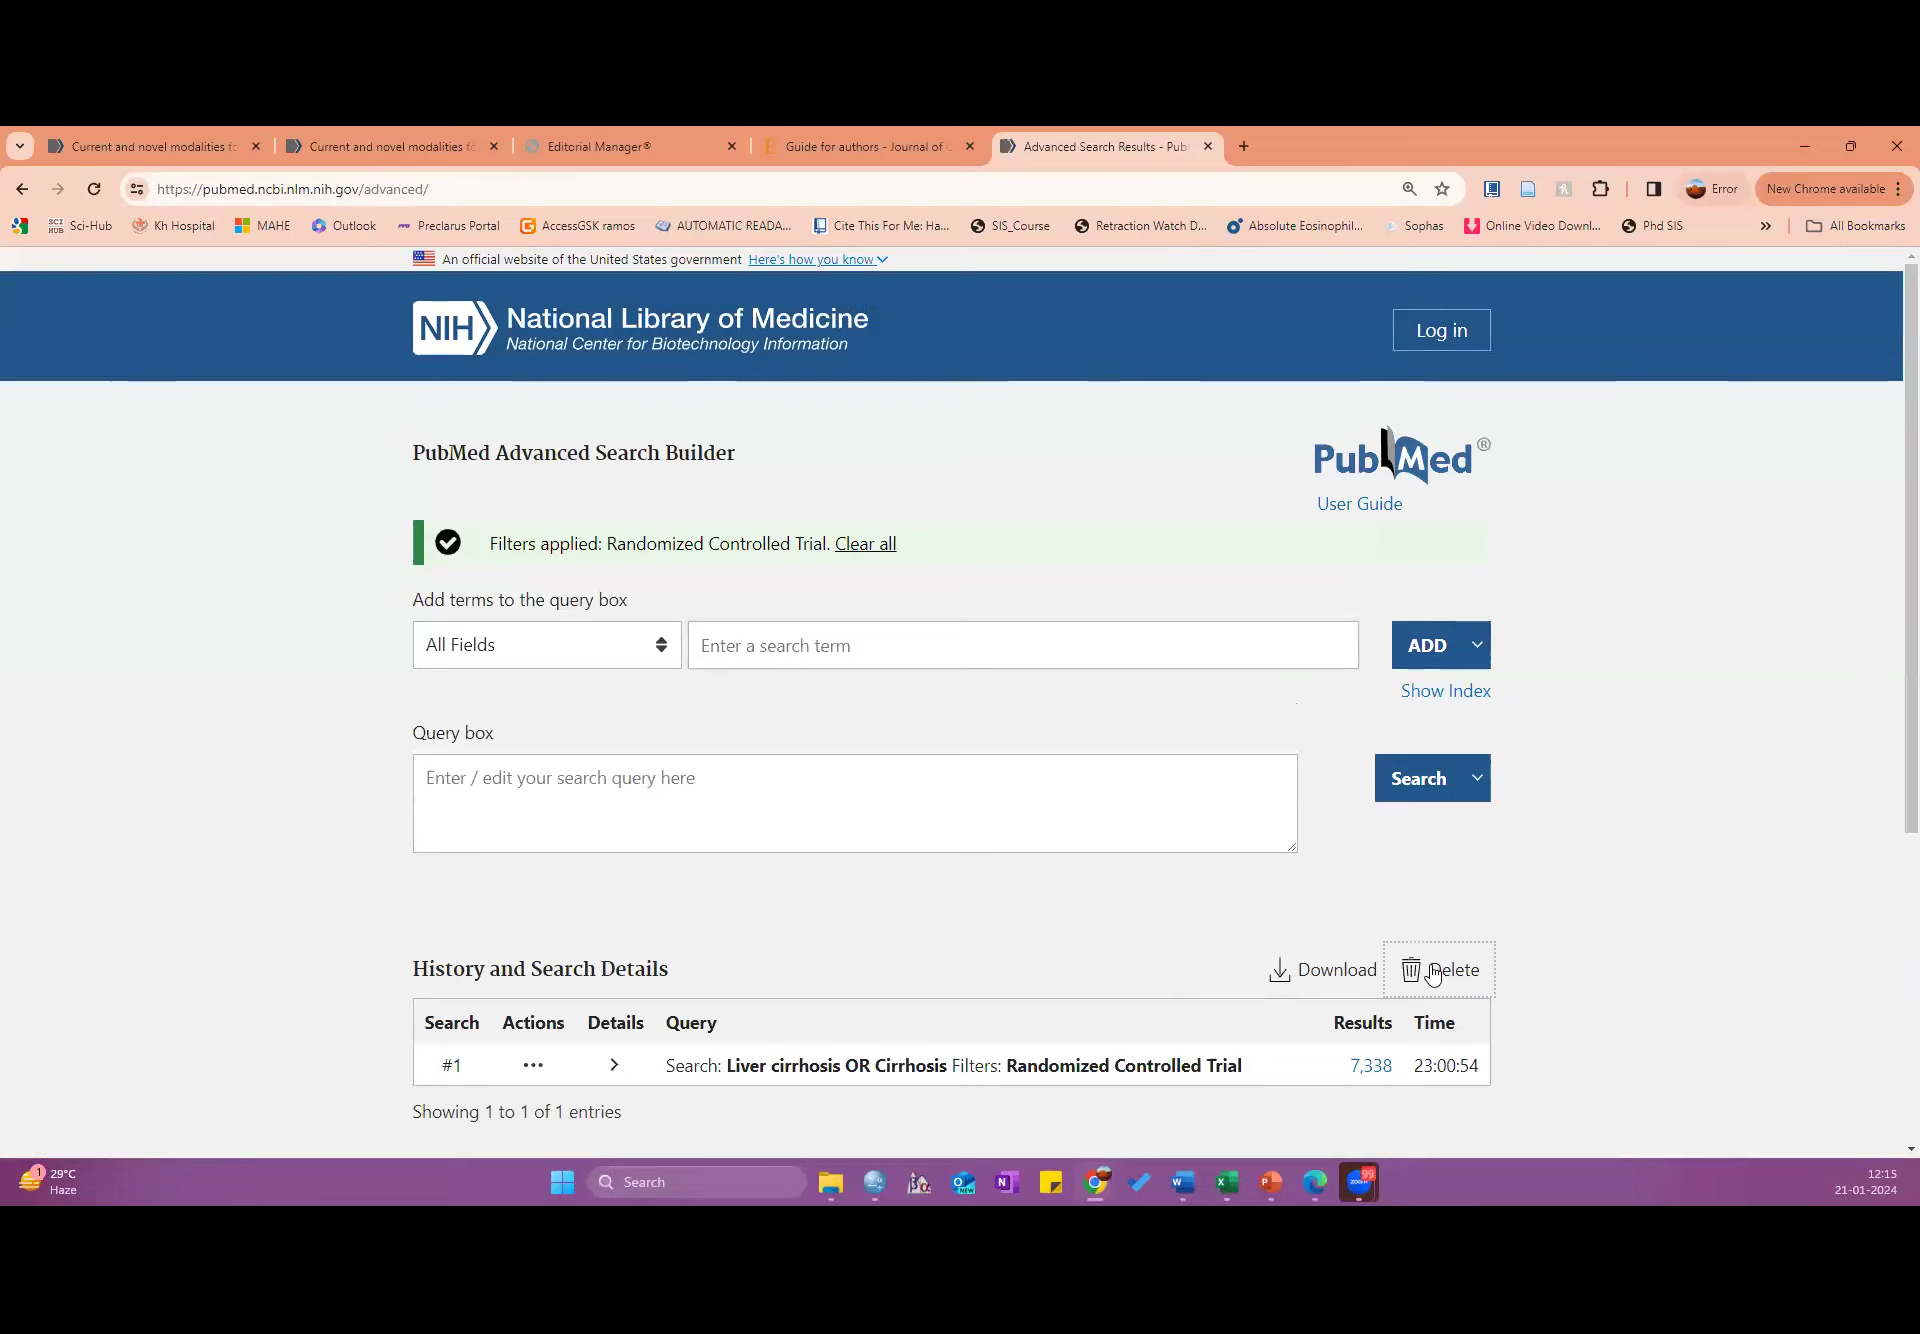 Current and novel modalities fo
Current and novel modalities fo
Editorial Manager®
Guide for authors - Journal of C
Advanced Search Results - Pub
https://pubmed.ncbi.nlm.nih.gov/advanced/
Error
New Chrome available
SCI HUB Sci-Hub
Kh Hospital
MAHE
Outlook
Preclarus Portal
AccessGSK ramos
AUTOMATIC READA...
Cite This For Me: Ha...
SIS_Course
Retraction Watch D...
Absolute Eosinophil...
Sophas
Online Video Downl...
Phd SIS
All Bookmarks
An official website of the United States government Here's how you know
NIH National Library of Medicine
National Center for Biotechnology Information
Log in
PubMed Advanced Search Builder
PubMed®
User Guide
Filters applied: Randomized Controlled Trial. Clear all
Add terms to the query box
All Fields
Enter a search term
ADD
Show Index
Query box
Enter / edit your search query here
Search
History and Search Details
Download
Delete
Search Actions Details Query Results Time
#1 ••• Search: Liver cirrhosis OR Cirrhosis Filters: Randomized Controlled Trial 7,338 23:00:54
Showing 1 to 1 of 1 entries
1
29°C
Haze
Search
99
12:15
21-01-2024